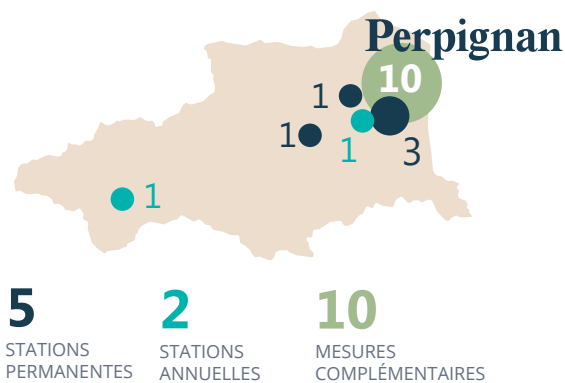 Perpignan
10
1
1
1
3
1
5
STATIONS
PERMANENTES
2
STATIONS
ANNUELLES
10
MESURES
COMPLÉMENTAIRES